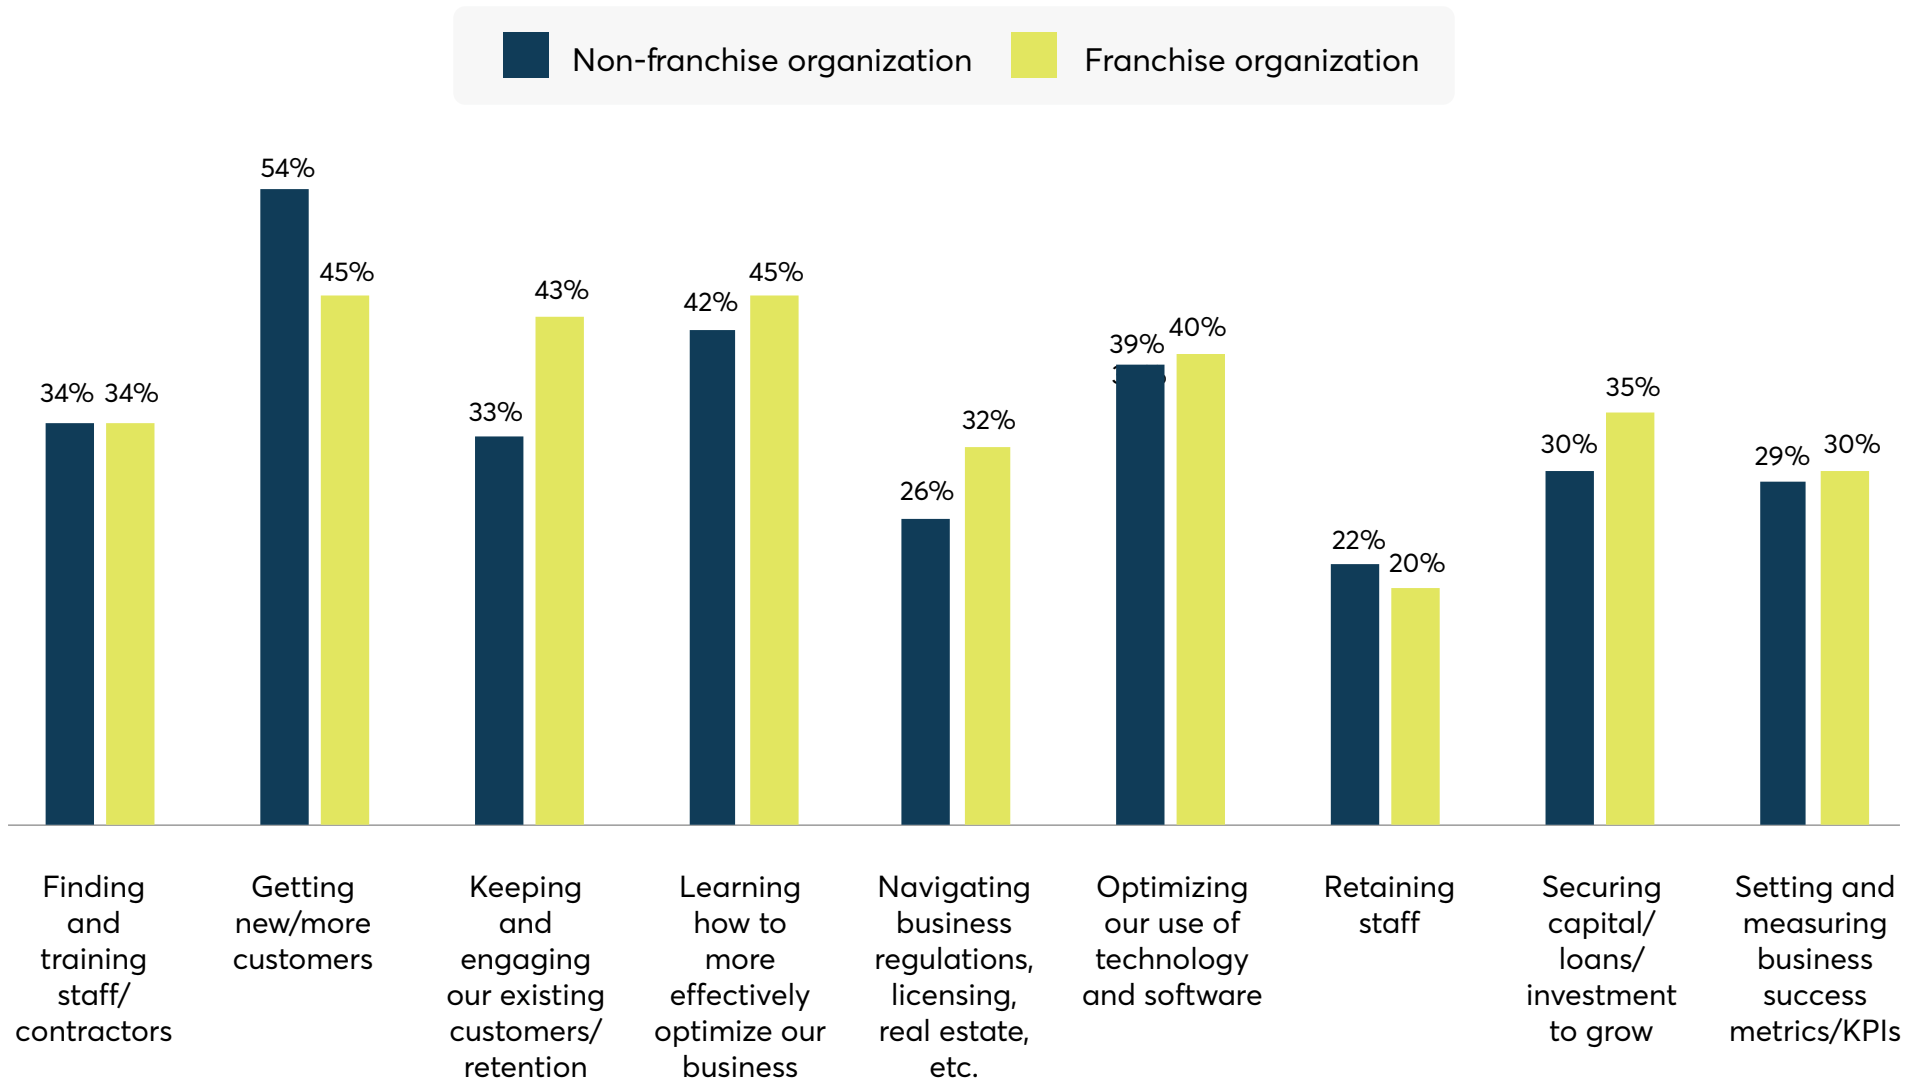 Non-franchise organization
Franchise organization
34%
34%
54%
45%
33%
43%
42%
45%
26%
32%
39%
40%
22%
20%
30%
35%
29%
30%
Finding
and
training
staff/
contractors
Getting
new/more
customers
Keeping
and
engaging
our existing
customers/
retention
Learning
how to
more
effectively
optimize our
business
Navigating
business
regulations,
licensing,
real estate,
etc.
Optimizing
our use of
technology
and software
Retaining
staff
Securing
capital/
loans/
investment
to grow
Setting and
measuring
business
success
metrics/KPIs